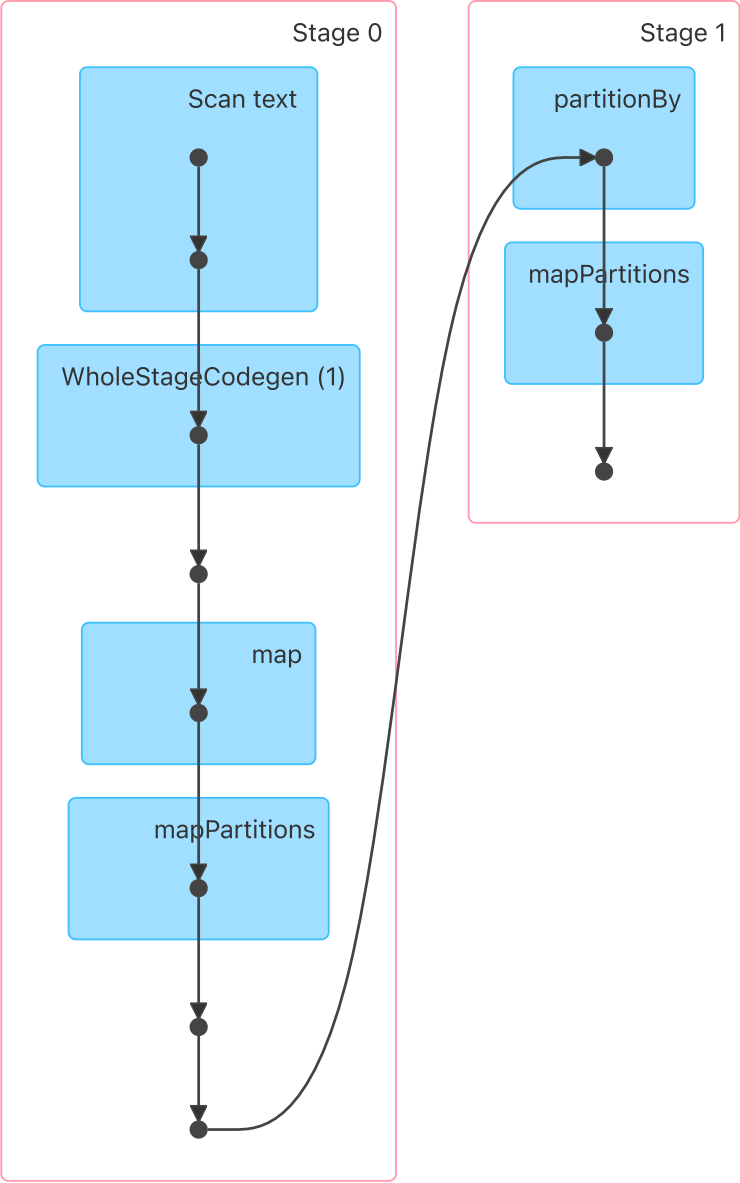 Stage 0
Scan text
WholeStageCodegen (1)
map
mapPartitions
Stage 1
partitionBy
mapPartitions